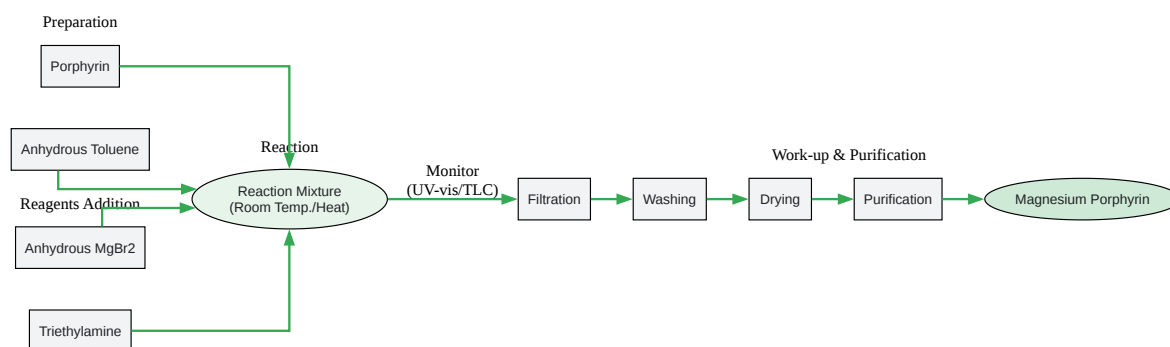 Preparation
Porphyrin
Anhydrous Toluene
Reagents Addition
Anhydrous MgBr2
Triethylamine
Reaction
Reaction Mixture
(Room Temp./Heat)
Monitor
(UV-vis/TLC)
Filtration
Washing
Work-up & Purification
Drying
Purification
Magnesium Porphyrin